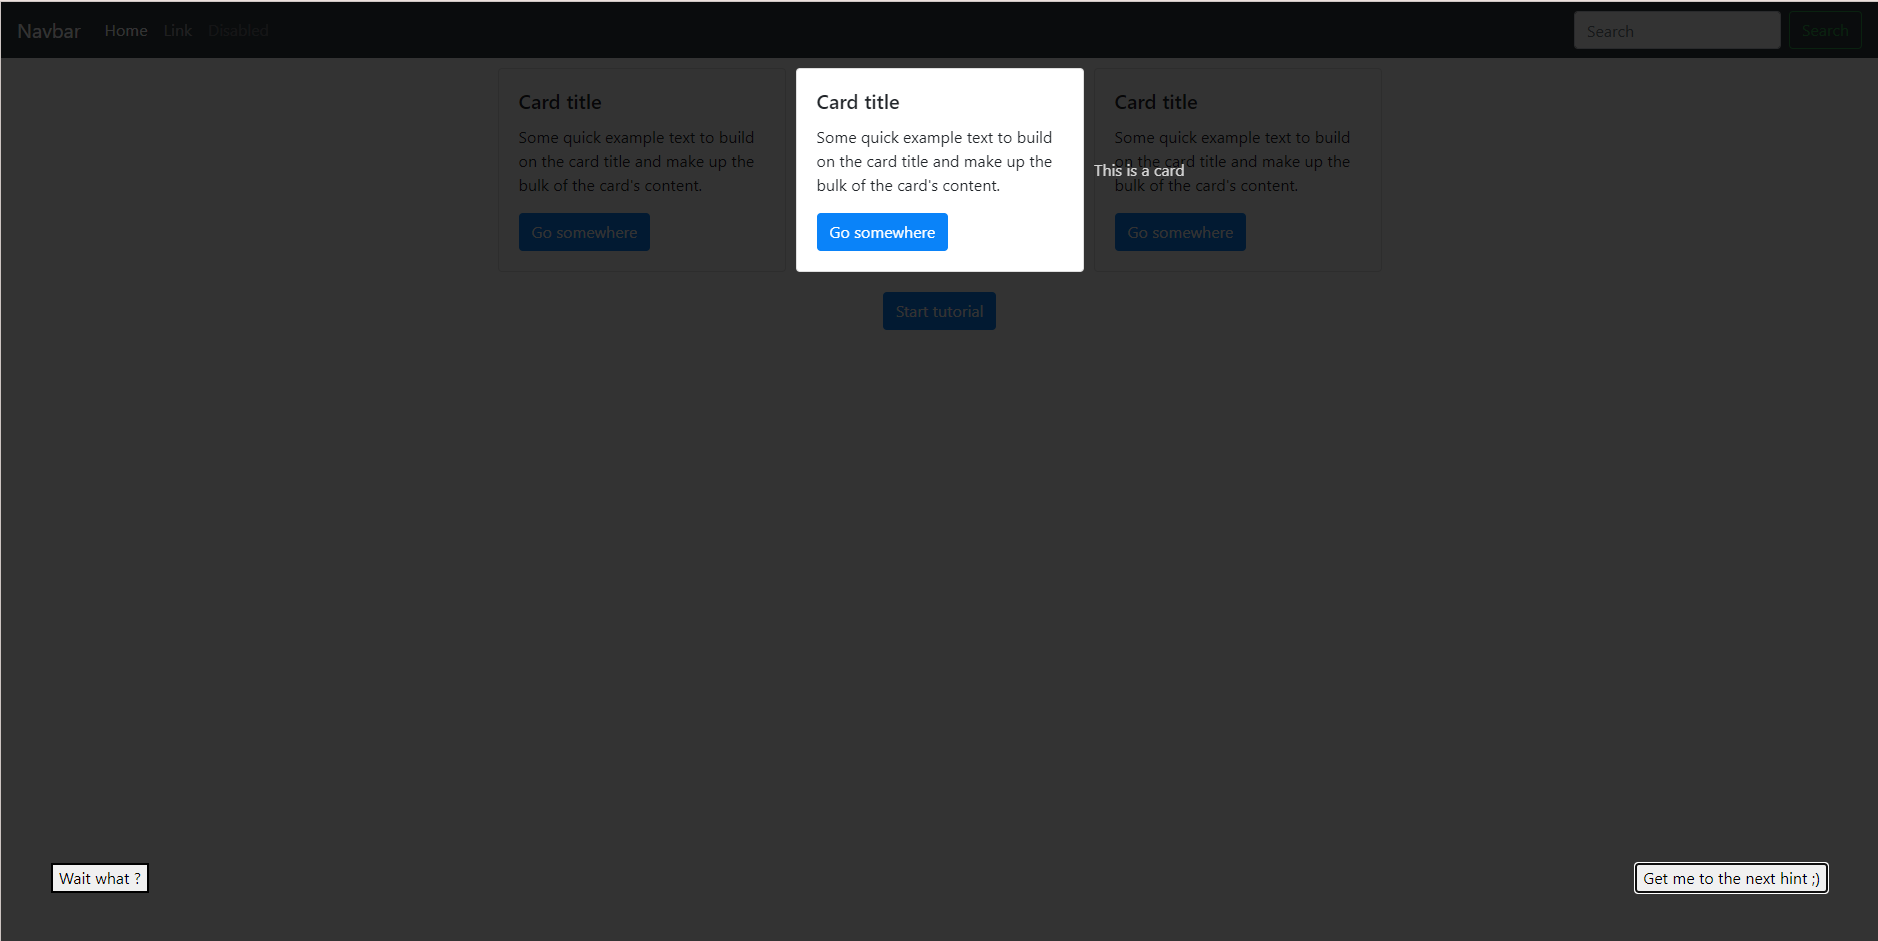 Navbar Home Link Disabled Search Search
Card title
Some quick example text to build
on the card title and make up the
bulk of the card's content.
Go somewhere
Card title
Some quick example text to build
on the card title and make up the
bulk of the card's content.
Go somewhere
This is a card
Card title
Some quick example text to build
on the card title and make up the
bulk of the card's content.
Go somewhere
Start tutorial
Wait what ?
Get me to the next hint ;)